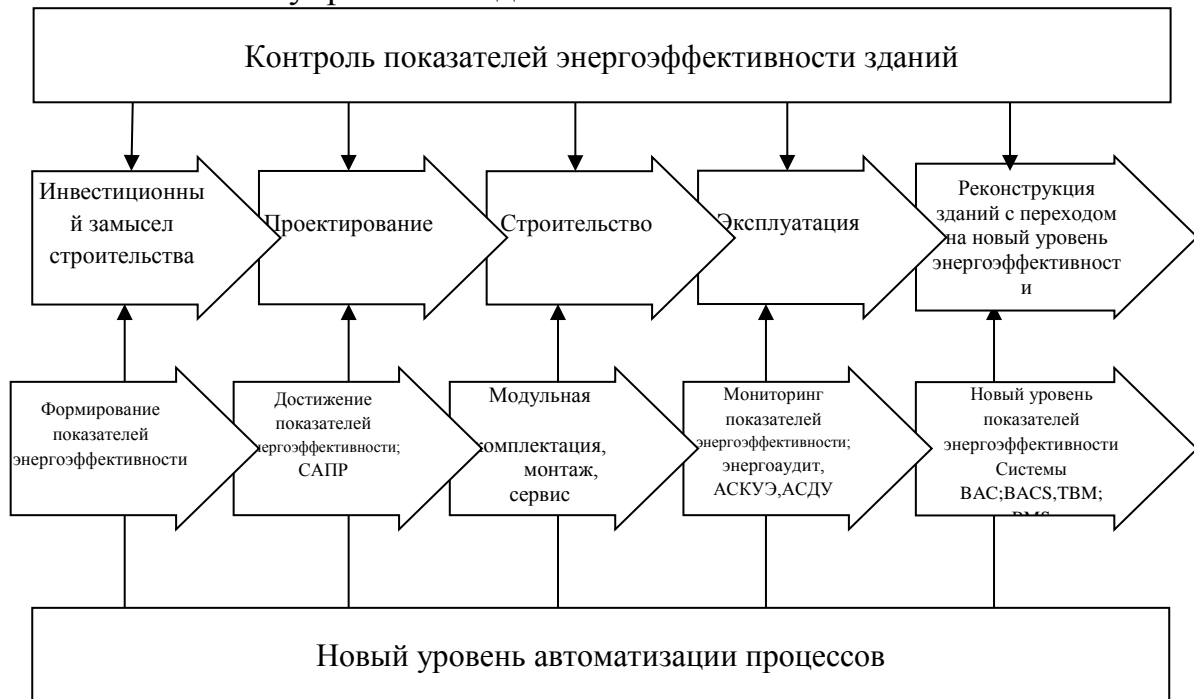 Контроль показателей энергоэффективности зданий
Инвестиционны
й замысел
строительства
Проектирование
Строительство
Эксплуатация
Реконструкция
зданий с переходом
на новый уровень
энергоэффективност
и
Формирование
показателей
энергоэффективности
Достижение
показателей
энергоэффективности;
САПР
Модульная
комплектация,
монтаж,
сервис
Мониторинг
показателей
энергоэффективности;
энергоаудит,
АСКУЭ,АСДУ
Новый уровень
показателей
энергоэффективности
Системы
BAC;BACS,TBM;
BMS
Новый уровень автоматизации процессов